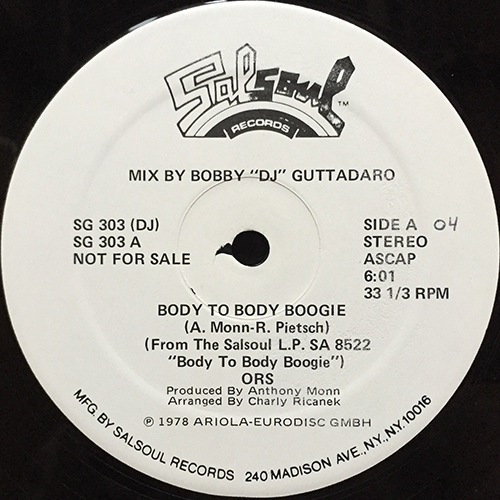 Salsoul TM
RECORDS
MIX BY BOBBY "DJ" GUTTADARO
SG 303 (DJ)
SG 303 A
NOT FOR SALE
SIDE A 04
STEREO
ASCAP
6:01
33 1/3 RPM
BODY TO BODY BOOGIE
(A. Monn-R. Pietsch)
(From The Salsoul L.P. SA 8522
"Body To Body Boogie")
ORS
Produced By Anthony Monn
Arranged By Charly Ricanek
℗ 1978 ARIOLA-EURODISC GMBH
MFG. BY SALSOUL RECORDS 240 MADISON AVE., NY., N.Y. 10016